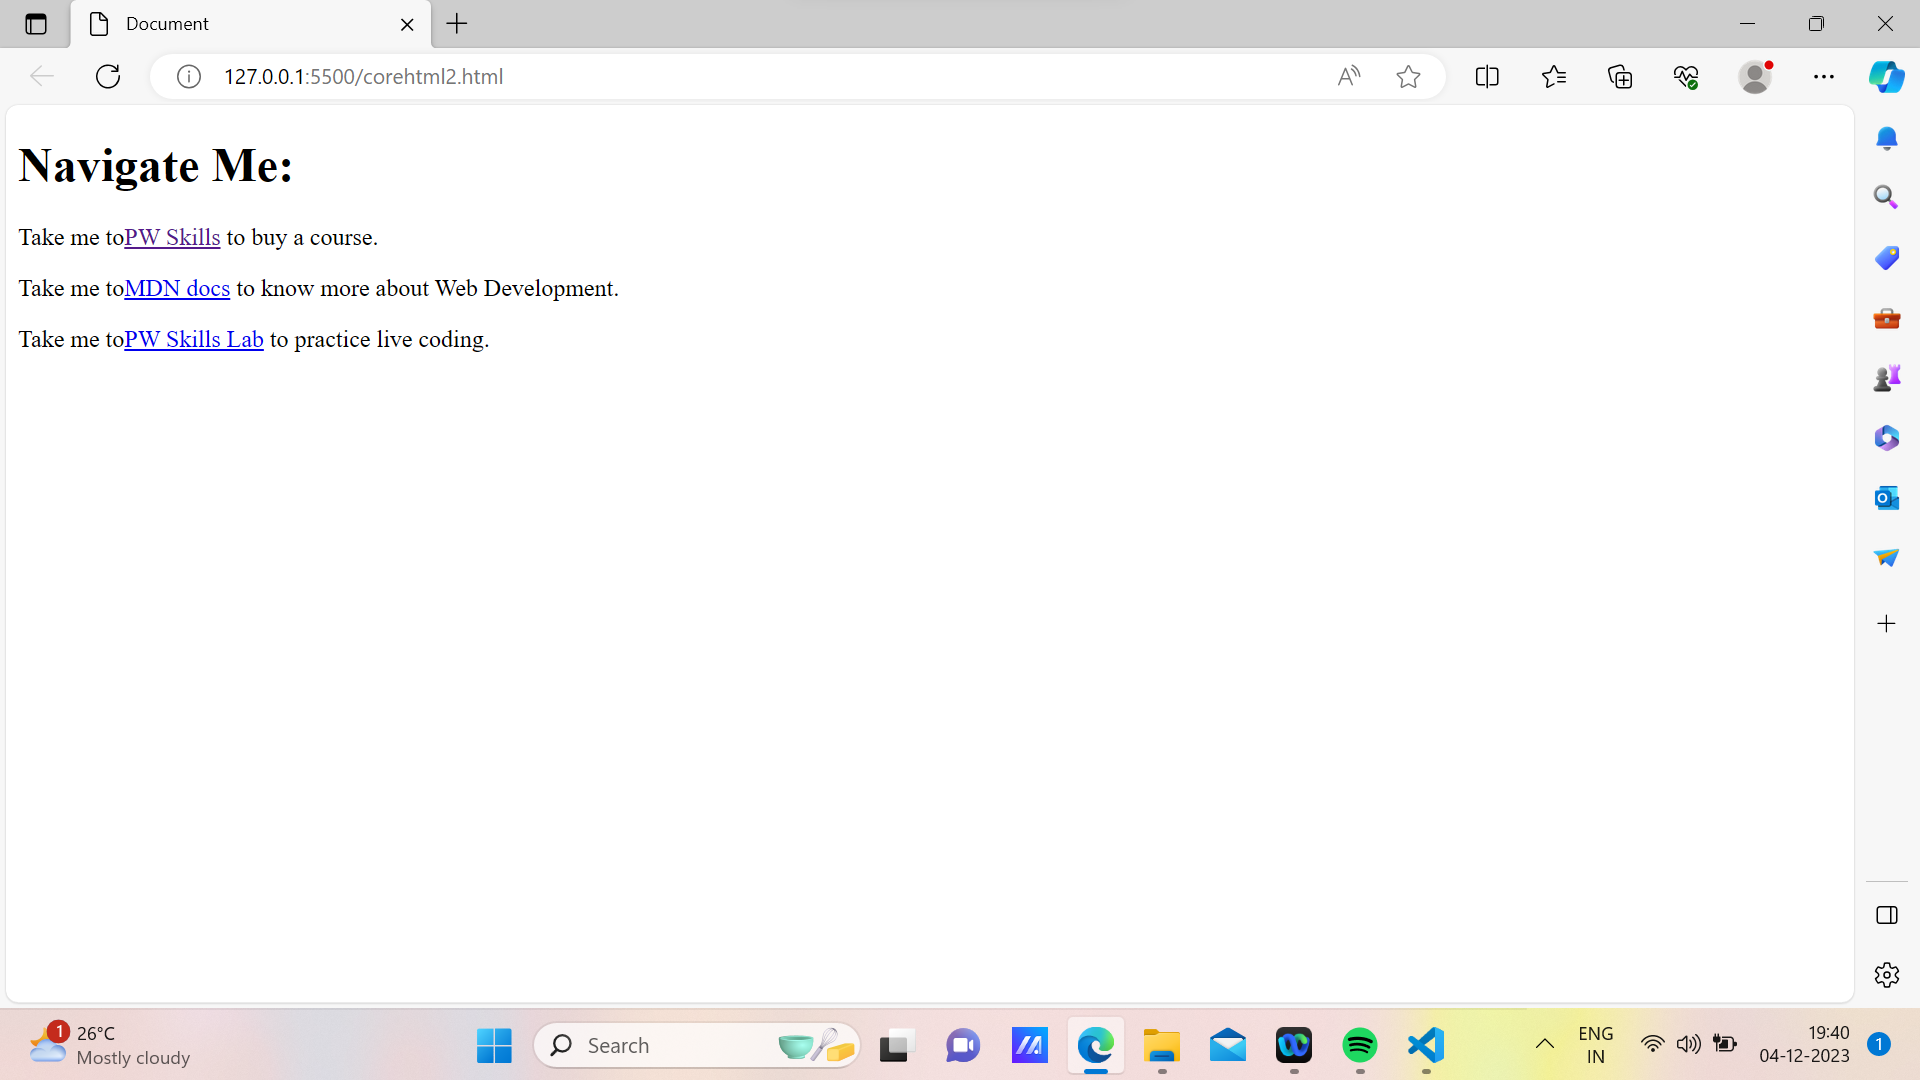 Document
127.0.0.1:5500/corehtml2.html
Navigate Me:
Take me toPW Skills to buy a course.
Take me toMDN docs to know more about Web Development.
Take me toPW Skills Lab to practice live coding.
1
26°C
Mostly cloudy
Search
ENG
IN
19:40
04-12-2023
1